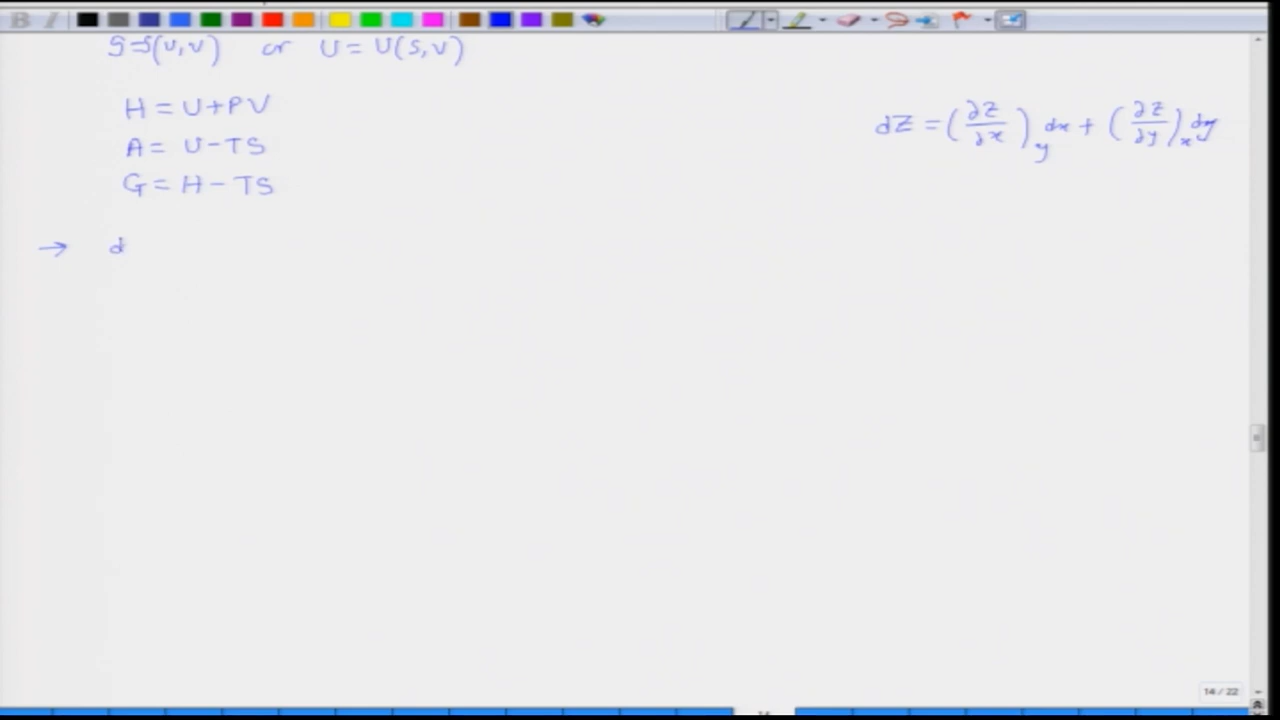 B I
S=S(U,V) or U = U(S,V)
H = U+PV
A = U-TS
G = H-TS
dZ = (∂Z/∂x)_y dx + (∂Z/∂y)_x dy
→ d
14 / 22